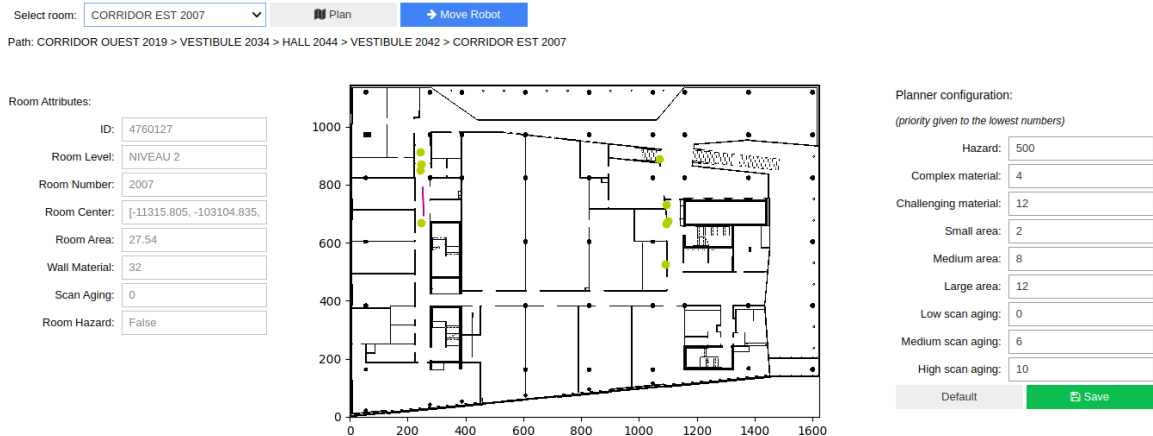 Select room: CORRIDOR EST 2007 Plan Move Robot
Path: CORRIDOR OUEST 2019 > VESTIBULE 2034 > HALL 2044 > VESTIBULE 2042 > CORRIDOR EST 2007
Room Attributes:
ID: 4760127
Room Level: NIVEAU 2
Room Number: 2007
Room Center: [-11315.805, -103104.835,
Room Area: 27.54
Wall Material: 32
Scan Aging: 0
Room Hazard: False
1000
800
600
400
200
0
0 200 400 600 800 1000 1200 1400 1600
Planner configuration:
(priority given to the lowest numbers)
Hazard: 500
Complex material: 4
Challenging material: 12
Small area: 2
Medium area: 8
Large area: 12
Low scan aging: 0
Medium scan aging: 6
High scan aging: 10
Default Save